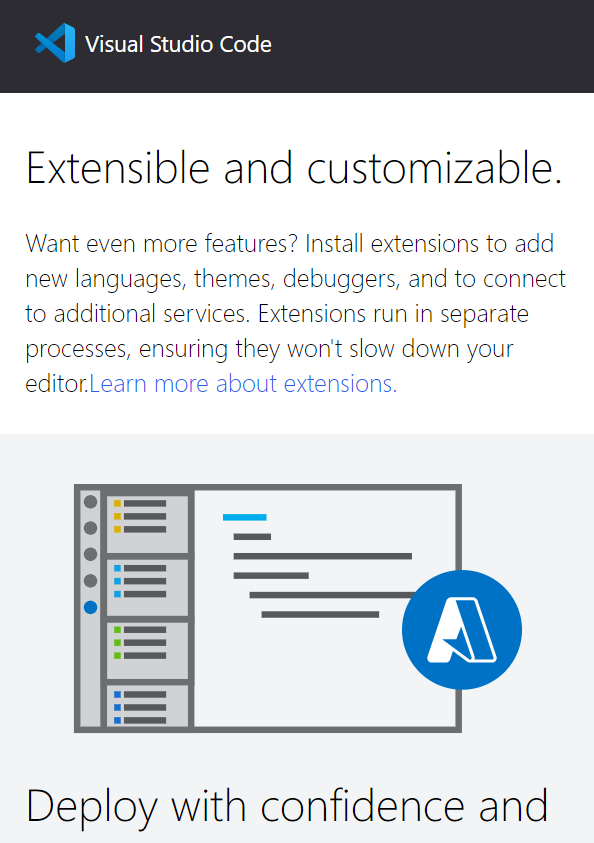 Visual Studio Code
Extensible and customizable.
Want even more features? Install extensions to add
new languages, themes, debuggers, and to connect
to additional services. Extensions run in separate
processes, ensuring they won't slow down your
editor.Learn more about extensions.
Deploy with confidence and